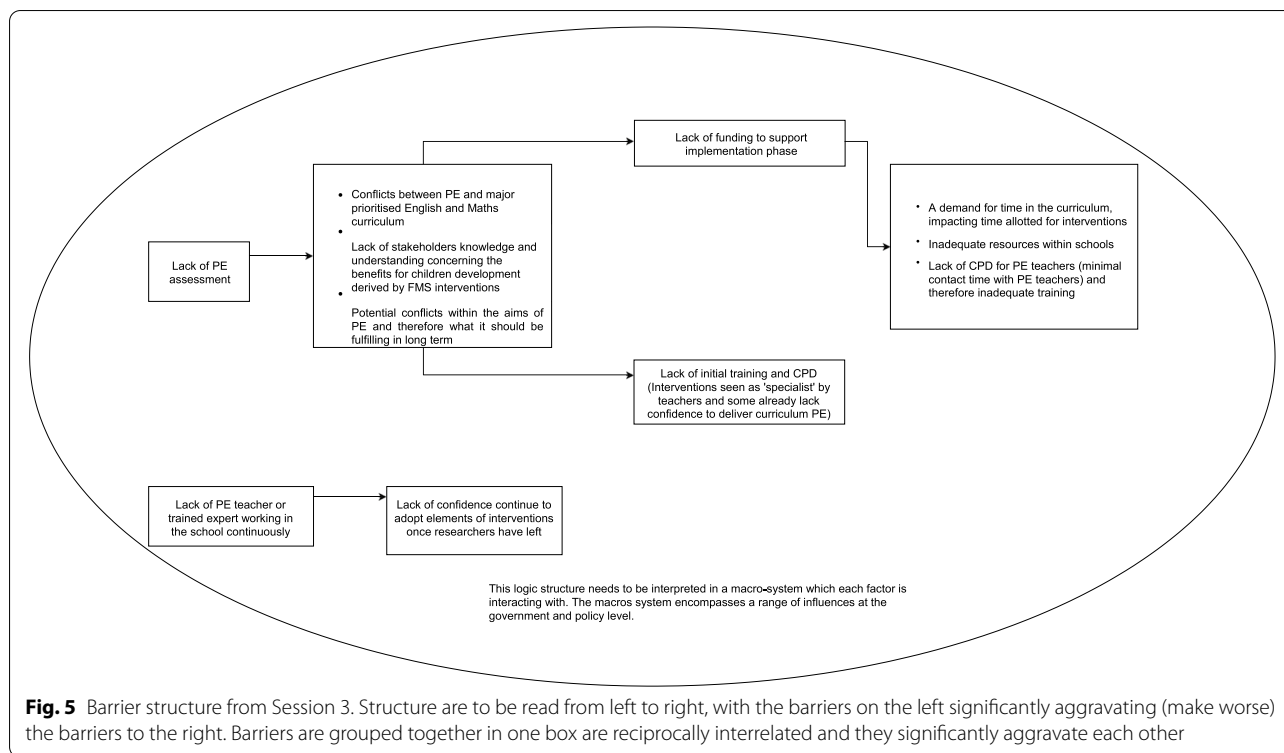 Lack of funding to support
implementation phase
Lack of PE
assessment
• Conflicts between PE and major
prioritised English and Maths
curriculum
•
Lack of stakeholders knowledge and
understanding concerning the
benefits for children development
derived by FMS interventions
•
Potential conflicts within the aims of
PE and therefore what it should be
fulfilling in long term
• A demand for time in the curriculum,
impacting time allotted for interventions
• Inadequate resources within schools
• Lack of CPD for PE teachers (minimal
contact time with PE teachers) and
therefore inadequate training
Lack of initial training and CPD
(Interventions seen as 'specialist' by
teachers and some already lack
confidence to deliver curriculum PE)
Lack of PE teacher or
trained expert working in
the school continuously
Lack of confidence continue to
adopt elements of interventions
once researchers have left
This logic structure needs to be interpreted in a macro-system which each factor is
interacting with. The macros system encompasses a range of influences at the
government and policy level.
Fig. 5 Barrier structure from Session 3. Structure are to be read from left to right, with the barriers on the left significantly aggravating (make worse)
the barriers to the right. Barriers are grouped together in one box are reciprocally interrelated and they significantly aggravate each other